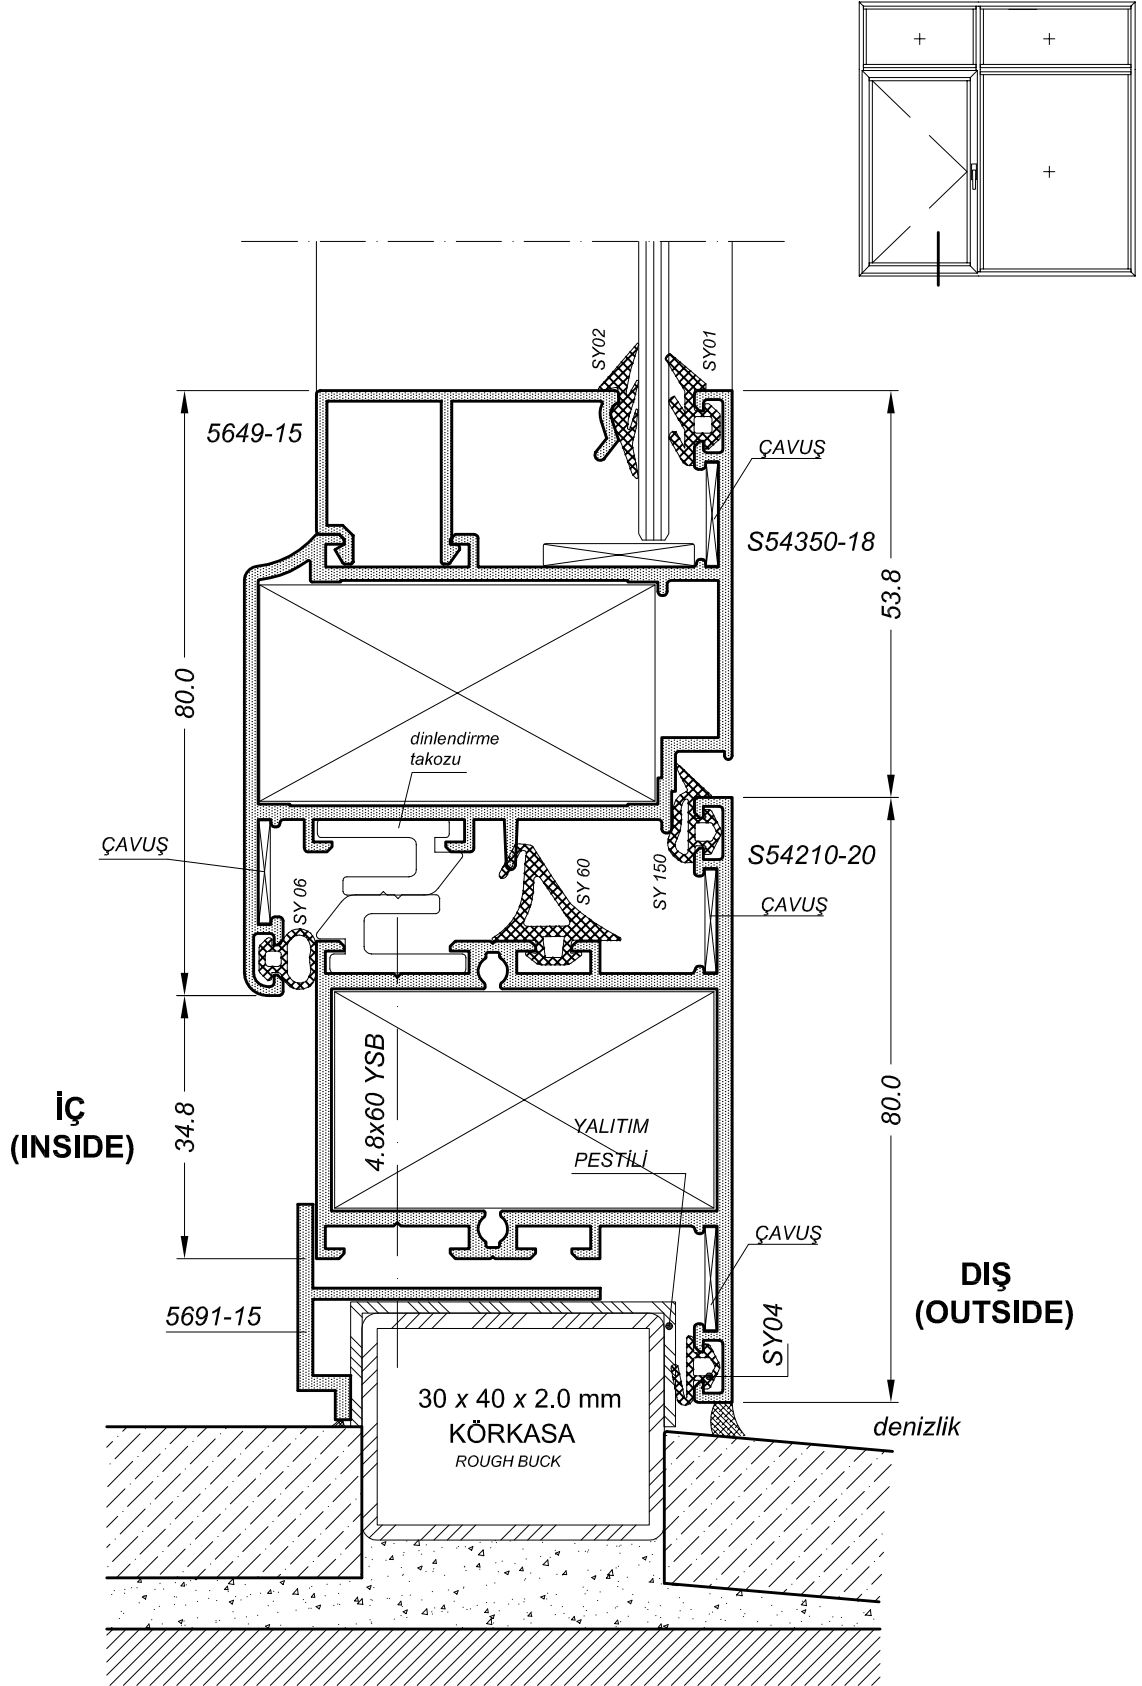 SY02
SY01
5649-15
ÇAVUŞ
S54350-18
53.8
80.0
dinlendirme
takozu
ÇAVUŞ
SY 06
SY 60
SY 150
S54210-20
ÇAVUŞ
4.8x60 YSB
34.8
80.0
İÇ
(INSIDE)
YALITIM
PESTİLİ
ÇAVUŞ
DIŞ
(OUTSIDE)
5691-15
SY04
30 x 40 x 2.0 mm
KÖRKASA
ROUGH BUCK
denizlik